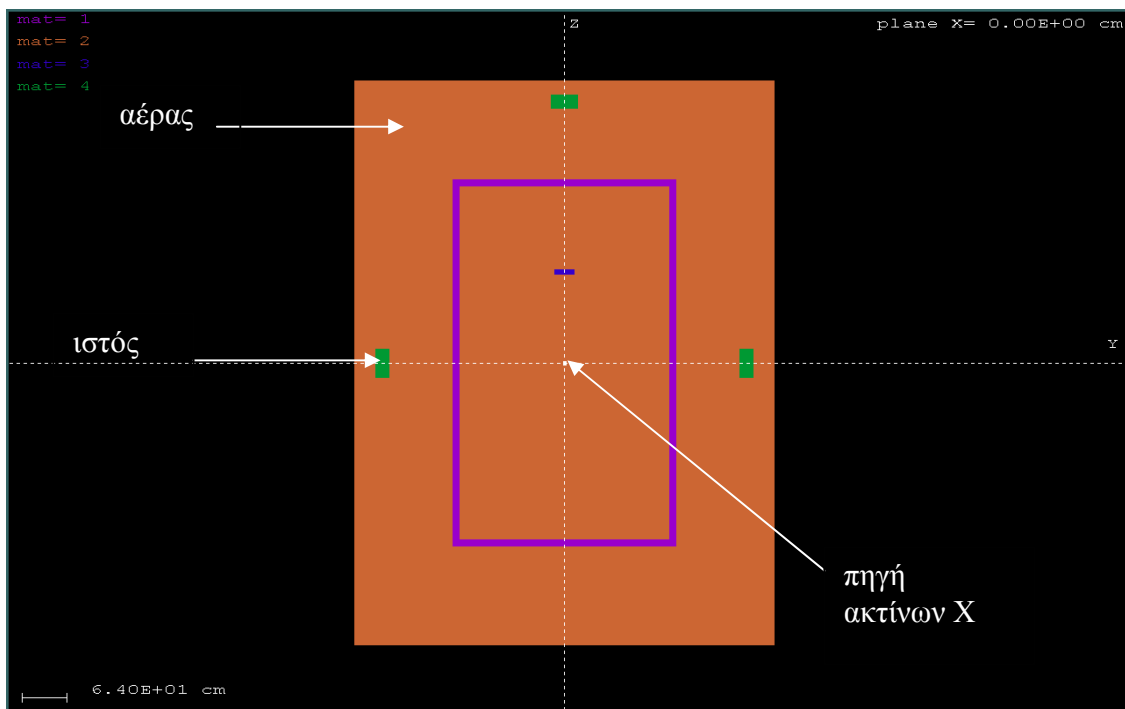 mat= 1
mat= 2
mat= 3
mat= 4
Z
plane X= 0.00E+00 cm
αέρας
ιστός
Y
πηγή
ακτίνων Χ
6.40E+01 cm